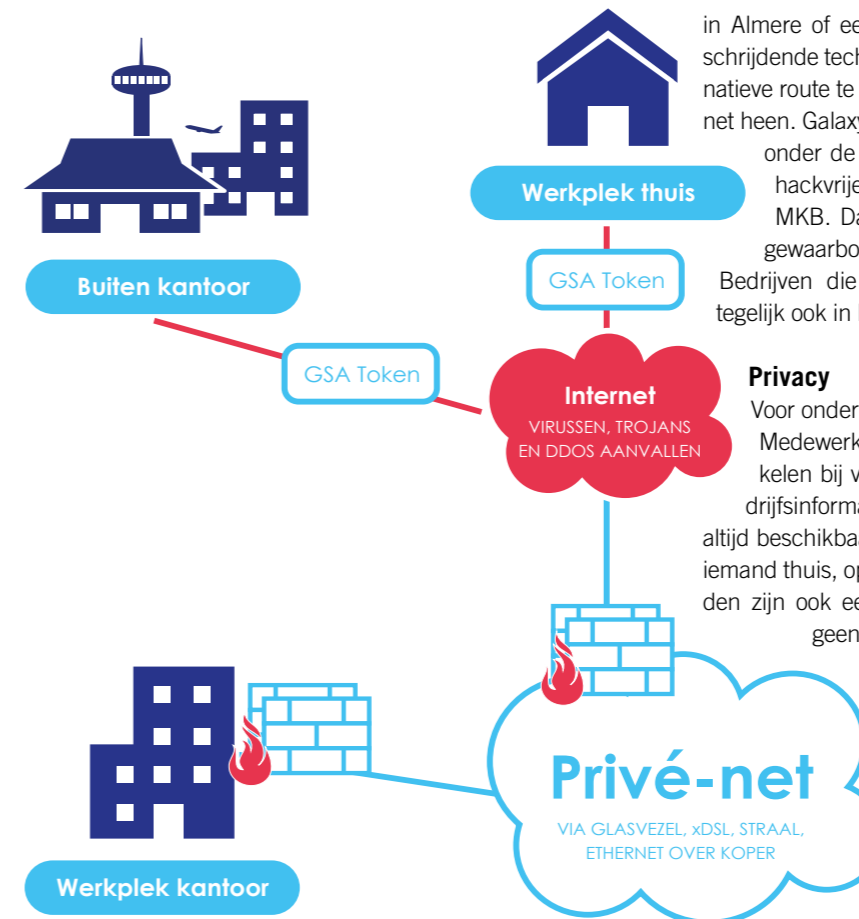 in Almere of ee
schrijdende tech
natieve route te
net heen. Galaxy
onder de
hackvrije
MKB. Da
gewaarbo
Bedrijven die
tegelijk ook in
Privacy
Voor onder
Medewerk
kelen bij v
drijfsinforma
altijd beschikbaa
iemand thuis, op
den zijn ook ee
geen
Werkplek thuis
Buiten kantoor
GSA Token
GSA Token
Internet
VIRUSSEN, TROJANS
EN DDOS AANVALLEN
Privé-net
VIA GLASVEZEL, xDSL, STRAAL,
ETHERNET OVER KOPER
Werkplek kantoor